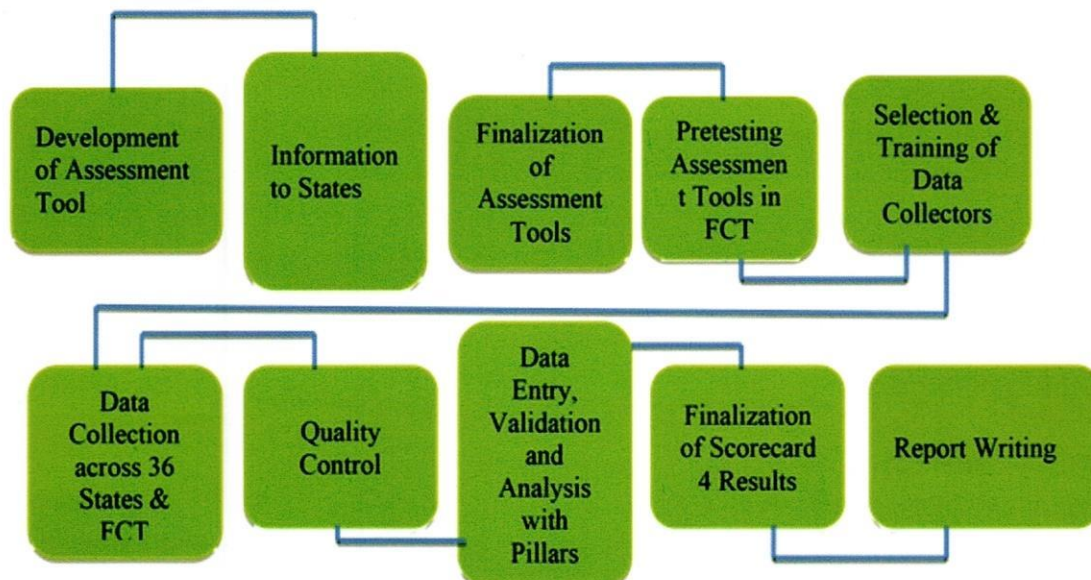 Development
of Assessment
Tool
Information
to States
Finalization
of
Assessment
Tools
Pretesting
Assessmen
t Tools in
FCT
Selection &
Training of
Data
Collectors
Data
Collection
across 36
States &
FCT
Quality
Control
Data
Entry,
Validation
and
Analysis
with
Pillars
Finalization
of Scorecard
4 Results
Report Writing